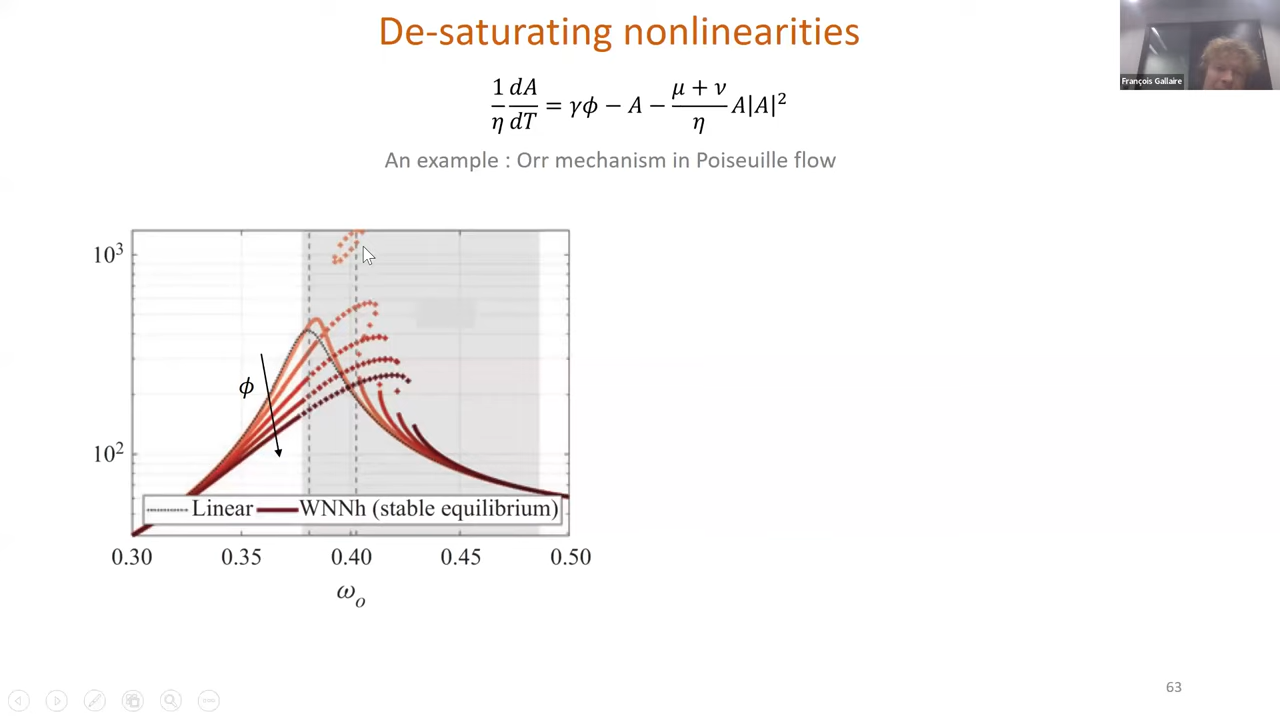 De-saturating nonlinearities
François Gallaire
1/η dA/dT = γϕ − A − (μ + ν)/η A|A|²
An example : Orr mechanism in Poiseuille flow
10³
ϕ
10²
Linear WNNh (stable equilibrium)
0.30 0.35 0.40 0.45 0.50
ωₒ
63